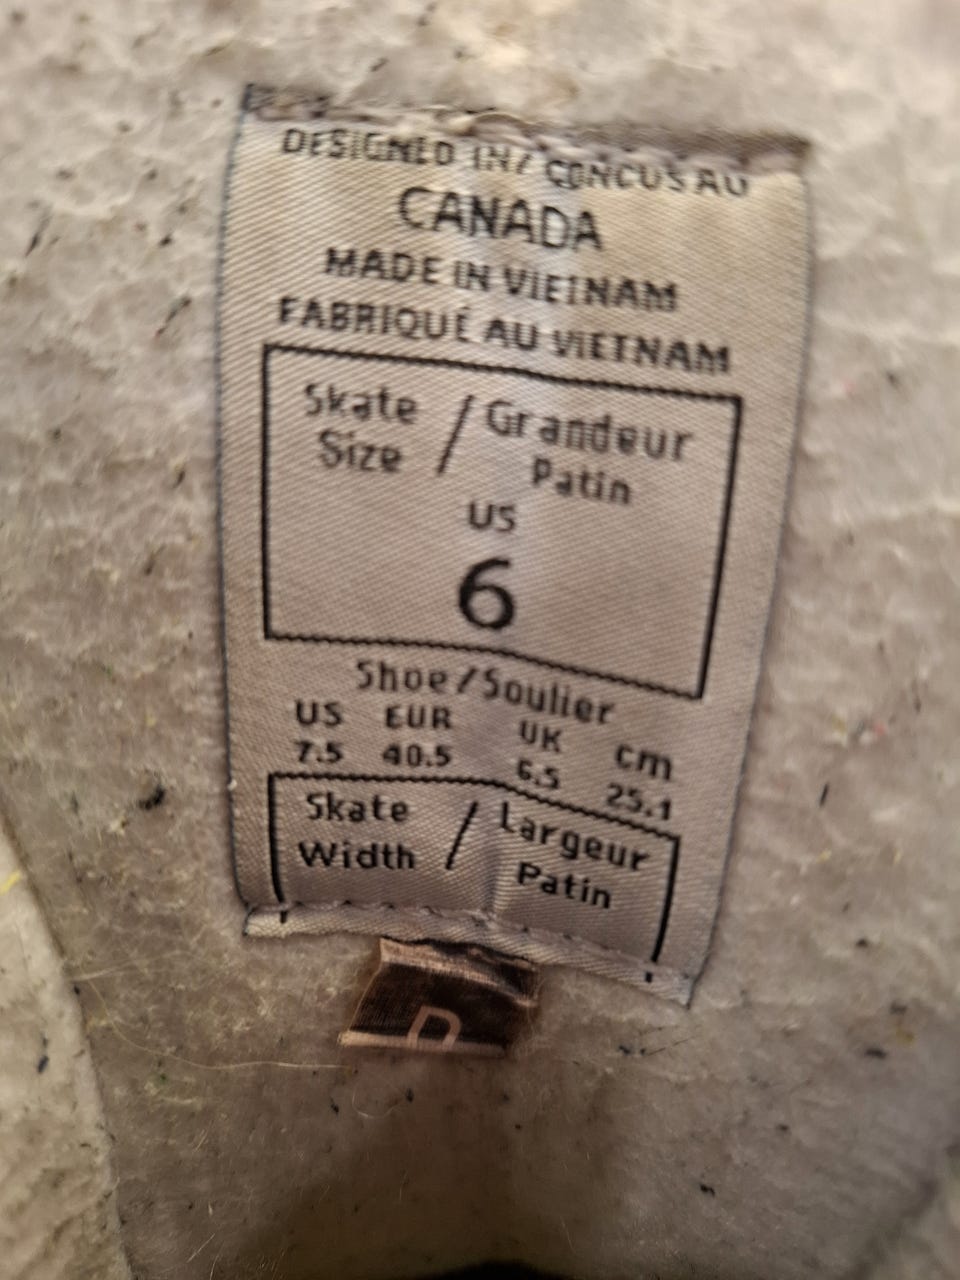 DESIGNED IN/ CONCUS AU
CANADA
MADE IN VIETNAM
FABRIQUÉ AU VIETNAM
Skate / Grandeur
Size Patin
US
6
Shoe/Soulier
US EUR UK cm
7.5 40.5 6.5 25.1
Skate / Largeur
Width Patin
D